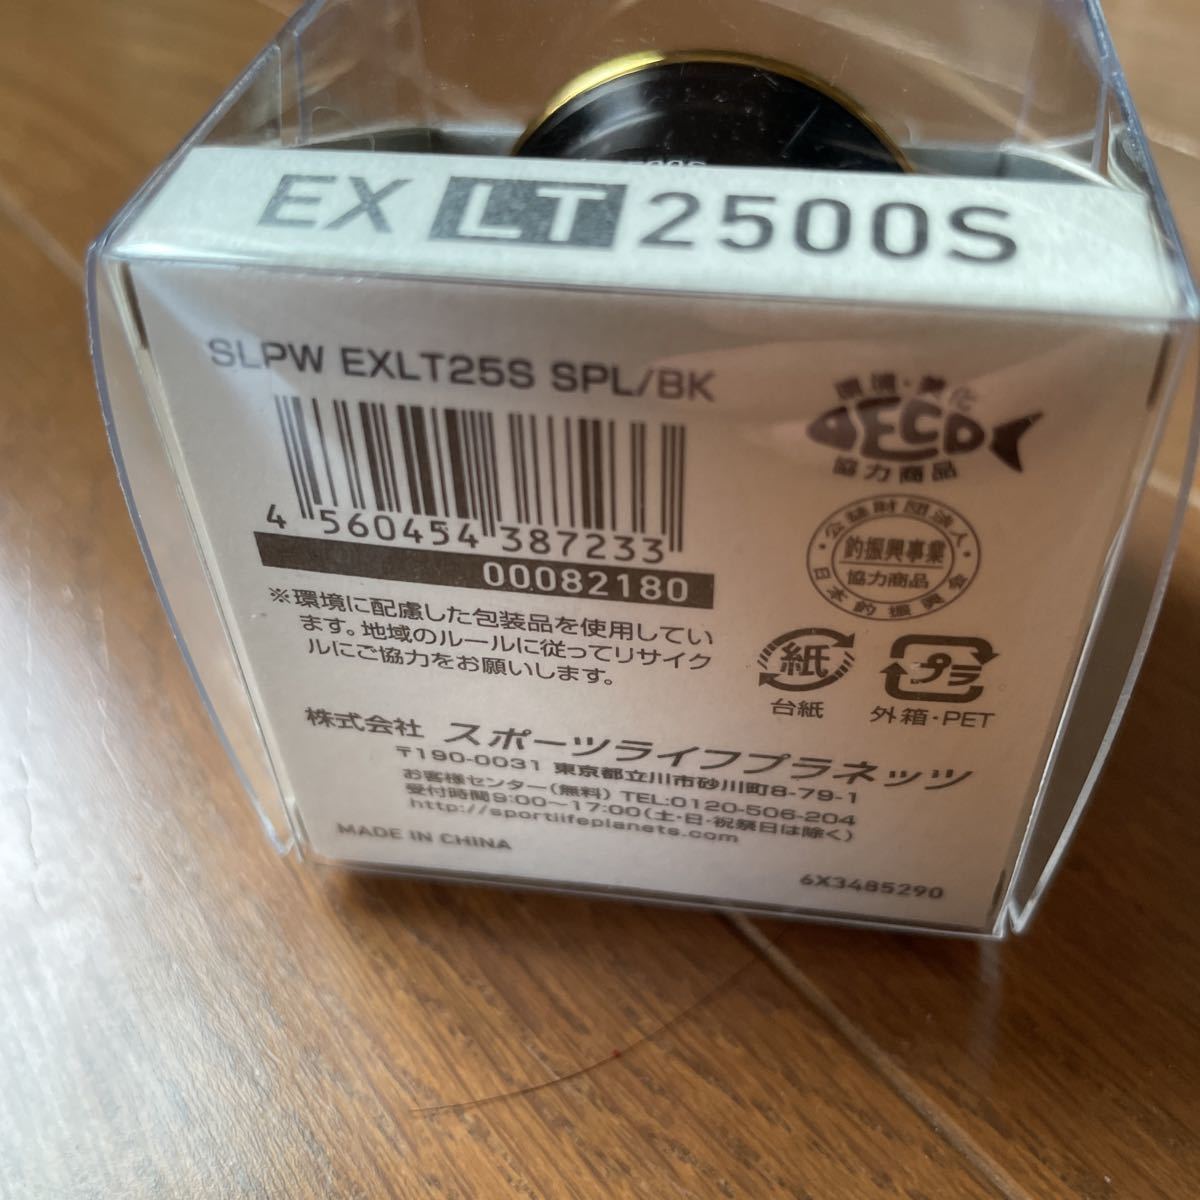 EX LT 2500S
SLPW EXLT25S SPL/BK
4 560454 387233
00082180
※環境に配慮した包装品を使用してい
ます。地域のルールに従ってリサイク
ルにご協力をお願いします。
環境・美化
ECO
協力商品
公益財団法人
釣振興事業
協力商品
日本釣振興会
紙
台紙
プラ
外箱・PET
株式会社 スポーツライフプラネッツ
〒190-0031 東京都立川市砂川町8-79-1
お客様センター(無料) TEL:0120-506-204
受付時間9:00〜17:00(土・日・祝祭日は除く)
http://sportlifeplanets.com
MADE IN CHINA
6X3485290